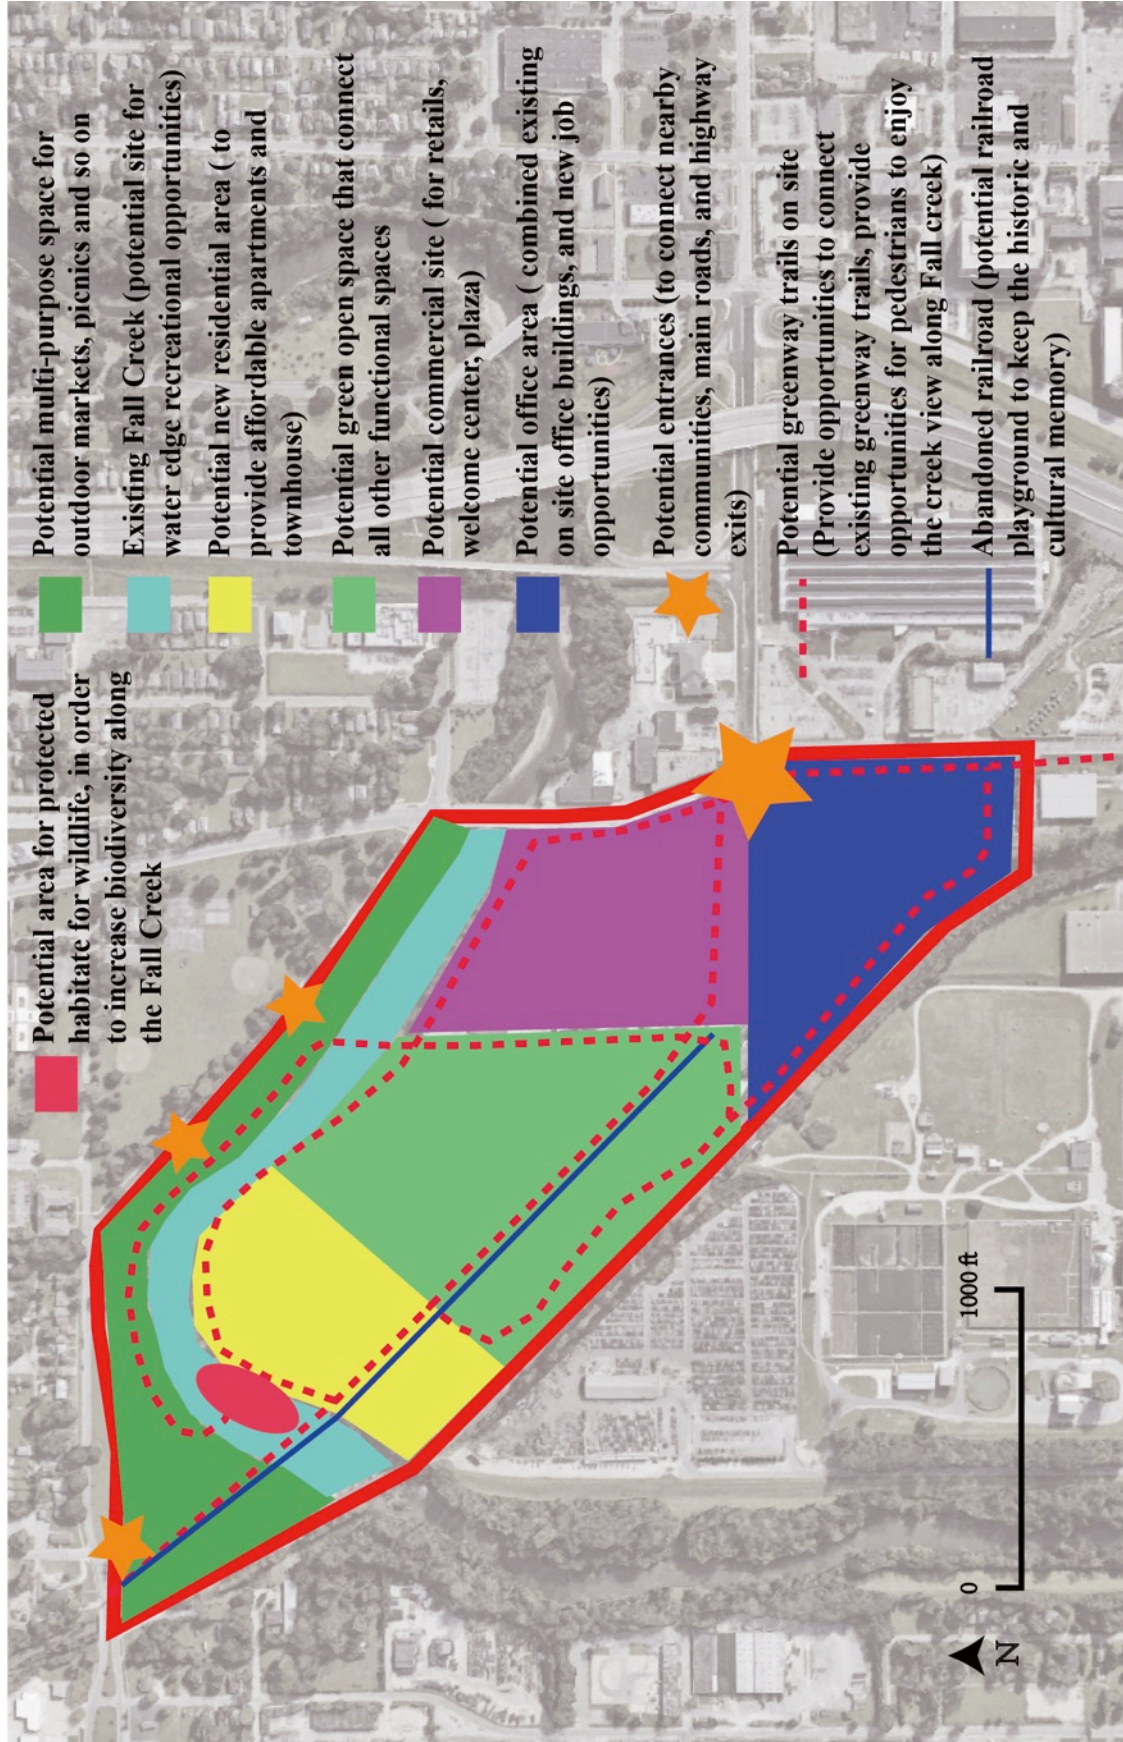 Potential area for protected
habitate for wildlife, in order
to increase biodiversity along
the Fall Creek
Potential multi-purpose space for
outdoor markets, picnics and so on
Existing Fall Creek (potential site for
water edge recreational opportunities)
Potential new residential area ( to
provide affordable apartments and
townhouse)
Potential green open space that connect
all other functional spaces
Potential commercial site ( for retails,
welcome center, plaza)
Potential office area ( combined existing
on site office buildings, and new job
opportunities)
Potential entrances (to connect nearby
communities, main roads, and highway
exits)
Potential greenway trails on site
(Provide opportunities to connect
existing greenway trails, provide
opportunities for pedestrians to enjoy
the creek view along Fall creek)
Abandoned railroad (potential railroad
playground to keep the historic and
cultural memory)
N
0
1000 ft